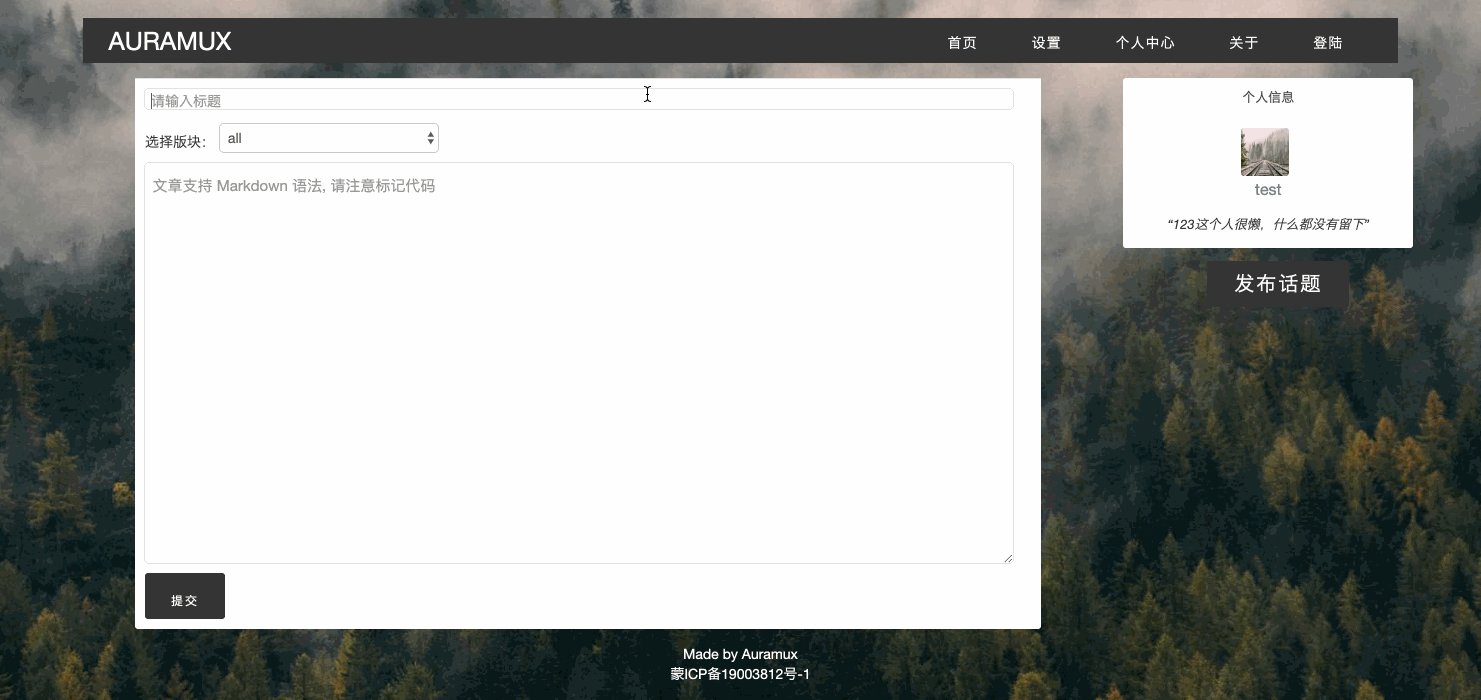 AURAMUX
首页 设置 个人中心 关于 登陆
请输入标题
选择版块： all
文章支持 Markdown 语法, 请注意标记代码
提交
个人信息
test
“123这个人很懒，什么都没有留下”
发布话题
Made by Auramux
蒙ICP备19003812号-1